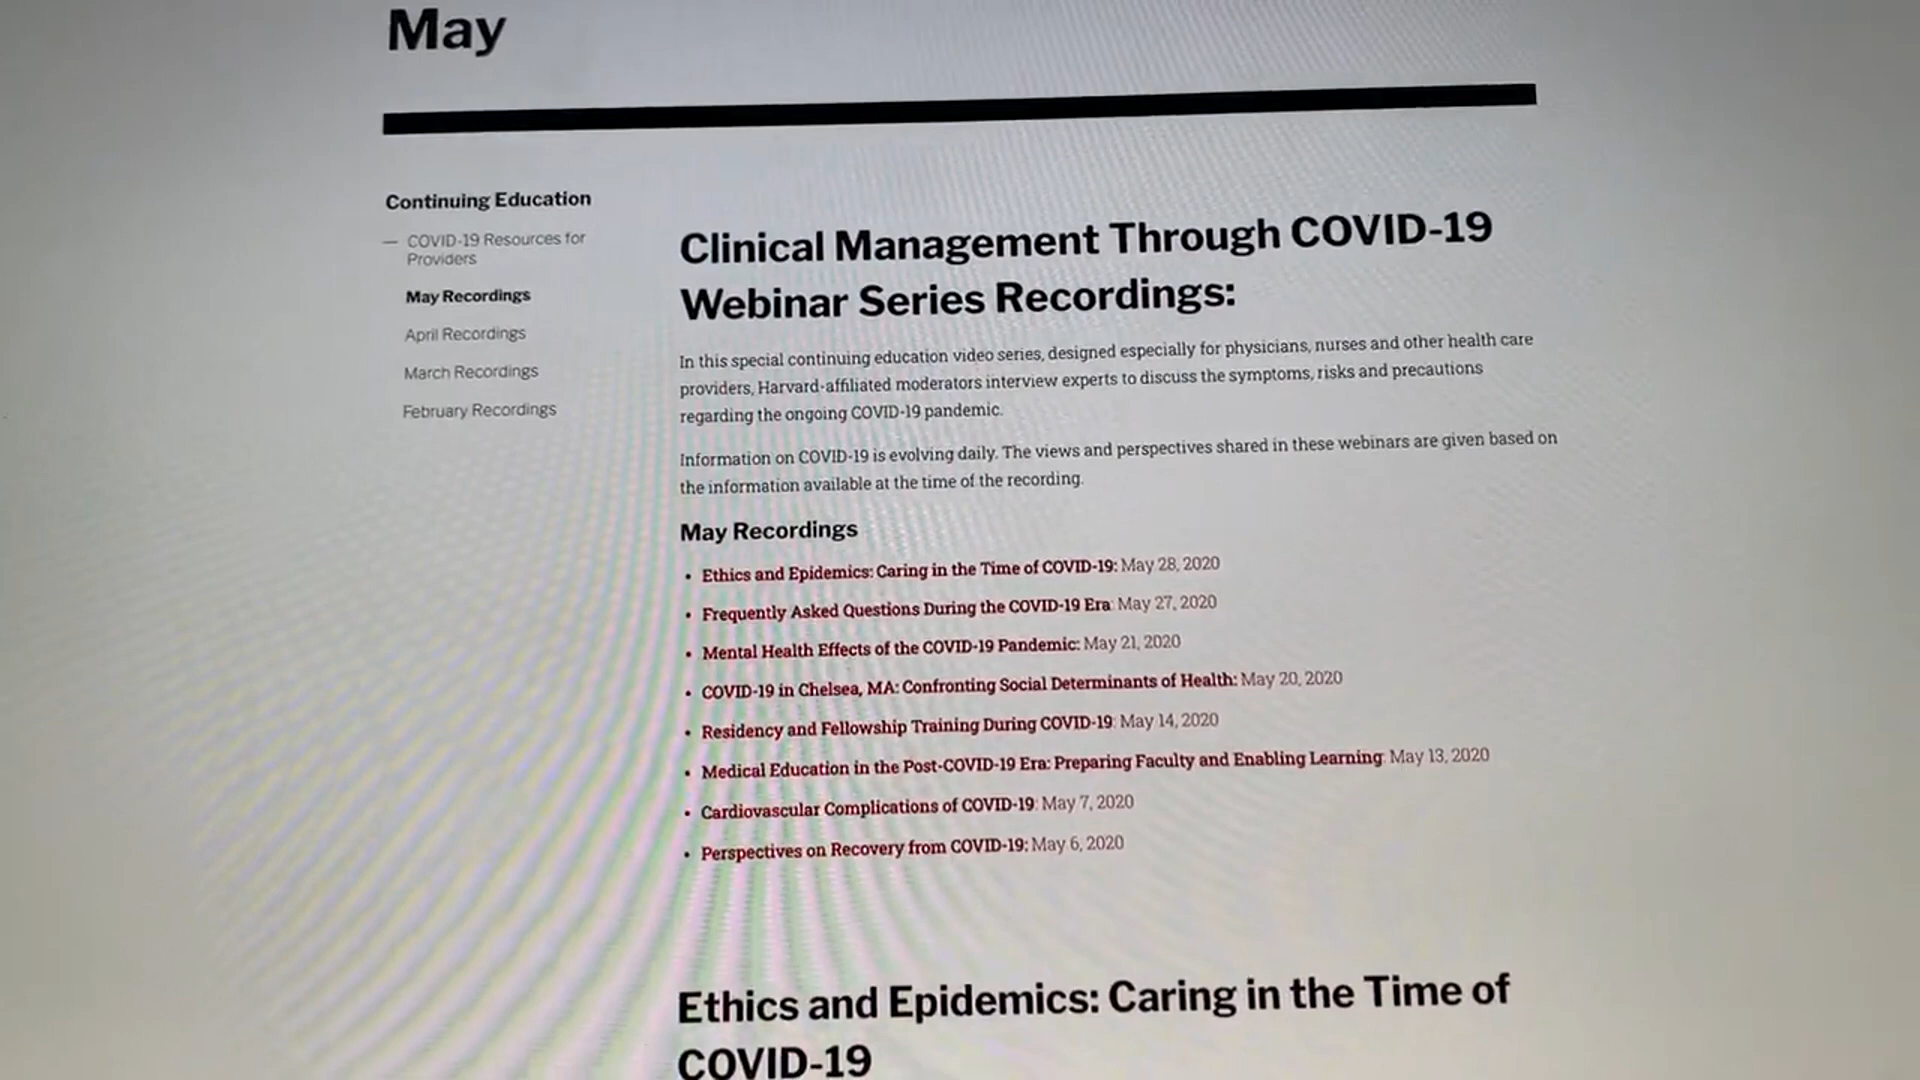 May
Continuing Education
— COVID-19 Resources for
Providers
May Recordings
April Recordings
March Recordings
February Recordings
Clinical Management Through COVID-19
Webinar Series Recordings:
In this special continuing education video series, designed especially for physicians, nurses and other health care
providers, Harvard-affiliated moderators interview experts to discuss the symptoms, risks and precautions
regarding the ongoing COVID-19 pandemic.
Information on COVID-19 is evolving daily. The views and perspectives shared in these webinars are given based on
the information available at the time of the recording.
May Recordings
• Ethics and Epidemics: Caring in the Time of COVID-19: May 28, 2020
• Frequently Asked Questions During the COVID-19 Era: May 27, 2020
• Mental Health Effects of the COVID-19 Pandemic: May 21, 2020
• COVID-19 in Chelsea, MA: Confronting Social Determinants of Health: May 20, 2020
• Residency and Fellowship Training During COVID-19: May 14, 2020
• Medical Education in the Post-COVID-19 Era: Preparing Faculty and Enabling Learning: May 13, 2020
• Cardiovascular Complications of COVID-19: May 7, 2020
• Perspectives on Recovery from COVID-19: May 6, 2020
Ethics and Epidemics: Caring in the Time of
COVID-19